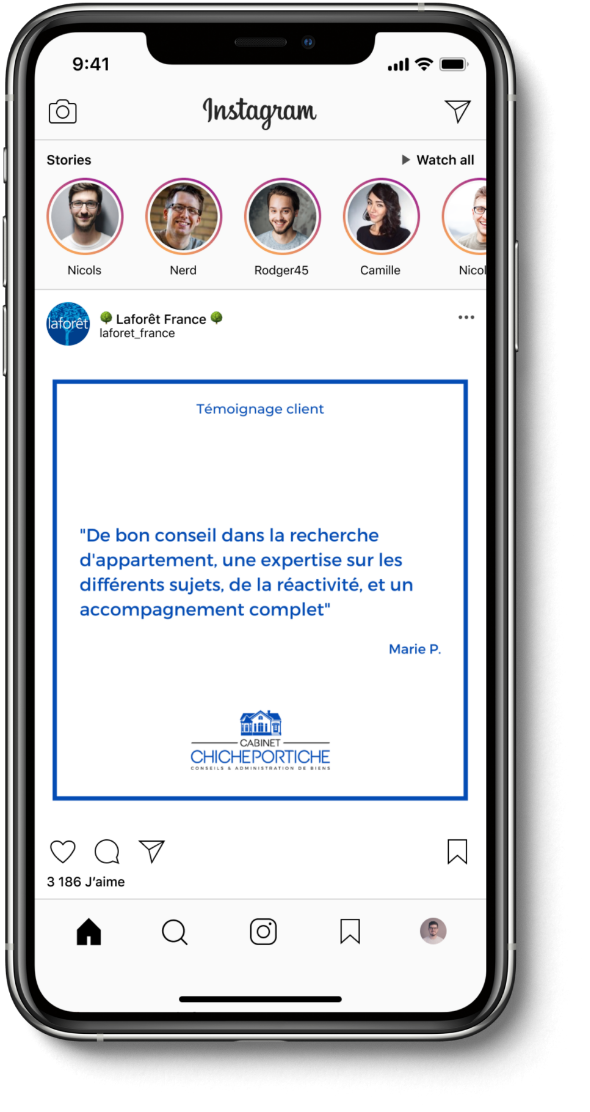 9:41
Instagram
Stories
Watch all
Nicols
Nerd
Rodger45
Camille
Nicol
laforêt
Laforêt France
laforet_france
Témoignage client
"De bon conseil dans la recherche
d'appartement, une expertise sur les
différents sujets, de la réactivité, et un
accompagnement complet"
Marie P.
CABINET
CHICHEPORTICHE
CONSEILS & ADMINISTRATION DE BIENS
3 186 J'aime